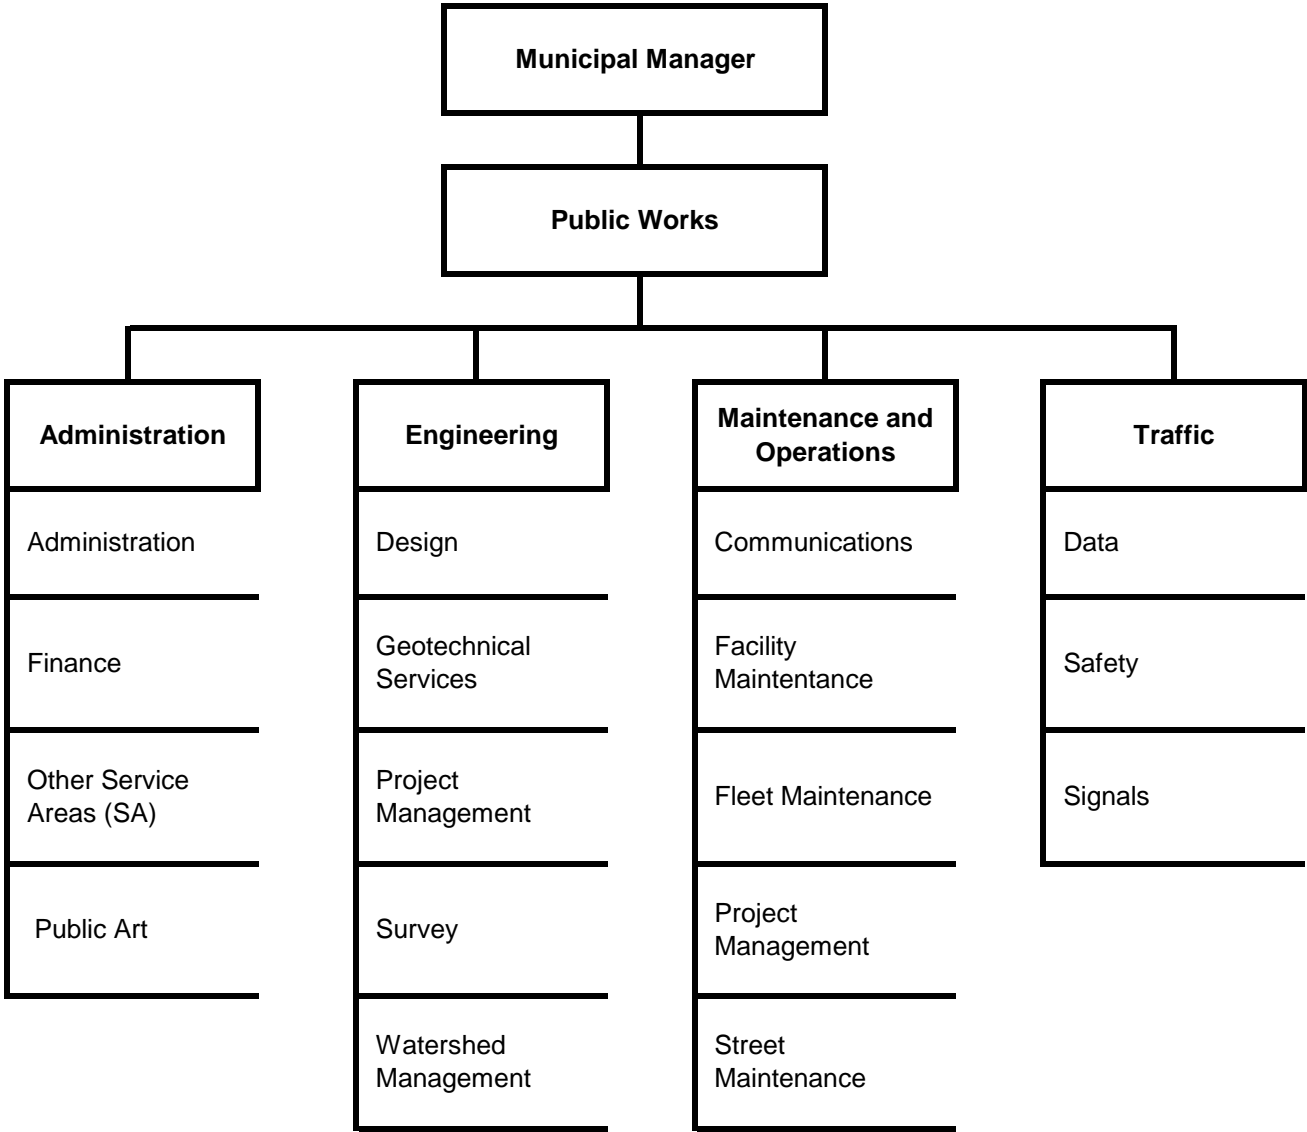 Municipal Manager
Public Works
Administration
Administration
Finance
Other Service
Areas (SA)
Public Art
Engineering
Design
Geotechnical
Services
Project
Management
Survey
Watershed
Management
Maintenance and
Operations
Communications
Facility
Maintentance
Fleet Maintenance
Project
Management
Street
Maintenance
Traffic
Data
Safety
Signals